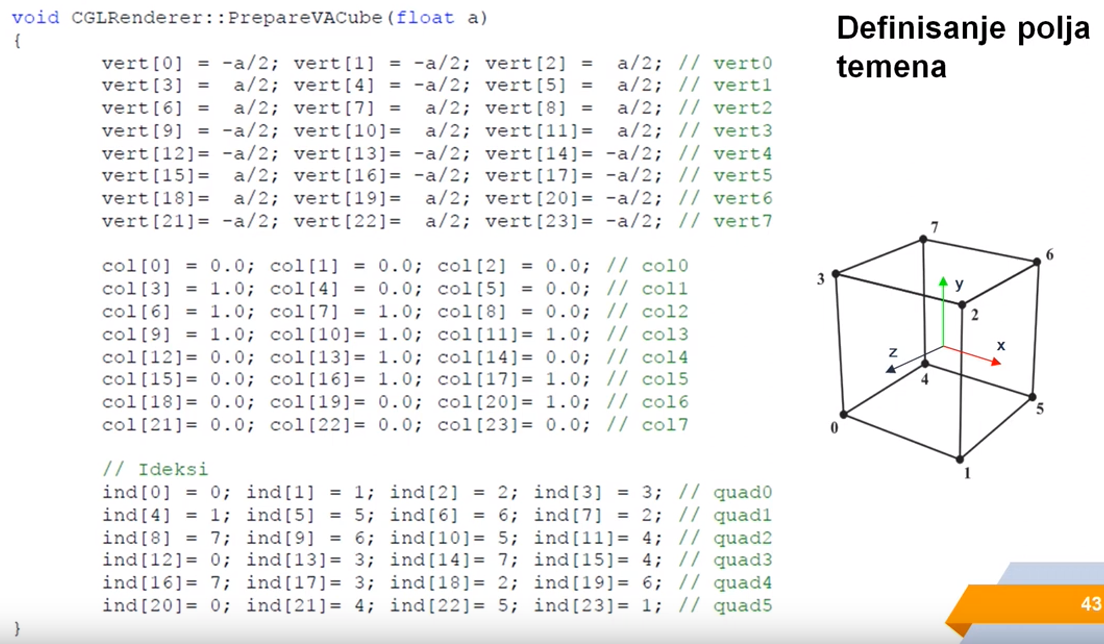 void CGLRenderer::PrepareVACube(float a)
{
vert[0] = -a/2; vert[1] = -a/2; vert[2] =  a/2; // vert0
vert[3] =  a/2; vert[4] = -a/2; vert[5] =  a/2; // vert1
vert[6] =  a/2; vert[7] =  a/2; vert[8] =  a/2; // vert2
vert[9] = -a/2; vert[10]=  a/2; vert[11]=  a/2; // vert3
vert[12]= -a/2; vert[13]= -a/2; vert[14]= -a/2; // vert4
vert[15]=  a/2; vert[16]= -a/2; vert[17]= -a/2; // vert5
vert[18]=  a/2; vert[19]=  a/2; vert[20]= -a/2; // vert6
vert[21]= -a/2; vert[22]=  a/2; vert[23]= -a/2; // vert7
col[0] = 0.0; col[1] = 0.0; col[2] = 0.0; // col0
col[3] = 1.0; col[4] = 0.0; col[5] = 0.0; // col1
col[6] = 1.0; col[7] = 1.0; col[8] = 0.0; // col2
col[9] = 1.0; col[10]= 1.0; col[11]= 1.0; // col3
col[12]= 0.0; col[13]= 1.0; col[14]= 0.0; // col4
col[15]= 0.0; col[16]= 1.0; col[17]= 1.0; // col5
col[18]= 0.0; col[19]= 0.0; col[20]= 1.0; // col6
col[21]= 0.0; col[22]= 0.0; col[23]= 0.0; // col7
// Ideksi
ind[0] = 0; ind[1] = 1; ind[2] = 2; ind[3] = 3; // quad0
ind[4] = 1; ind[5] = 5; ind[6] = 6; ind[7] = 2; // quad1
ind[8] = 7; ind[9] = 6; ind[10]= 5; ind[11]= 4; // quad2
ind[12]= 0; ind[13]= 3; ind[14]= 7; ind[15]= 4; // quad3
ind[16]= 7; ind[17]= 3; ind[18]= 2; ind[19]= 6; // quad4
ind[20]= 0; ind[21]= 4; ind[22]= 5; ind[23]= 1; // quad5
}
Definisanje polja
temena
7
6
3
y
2
x
z
4
5
0
1
43